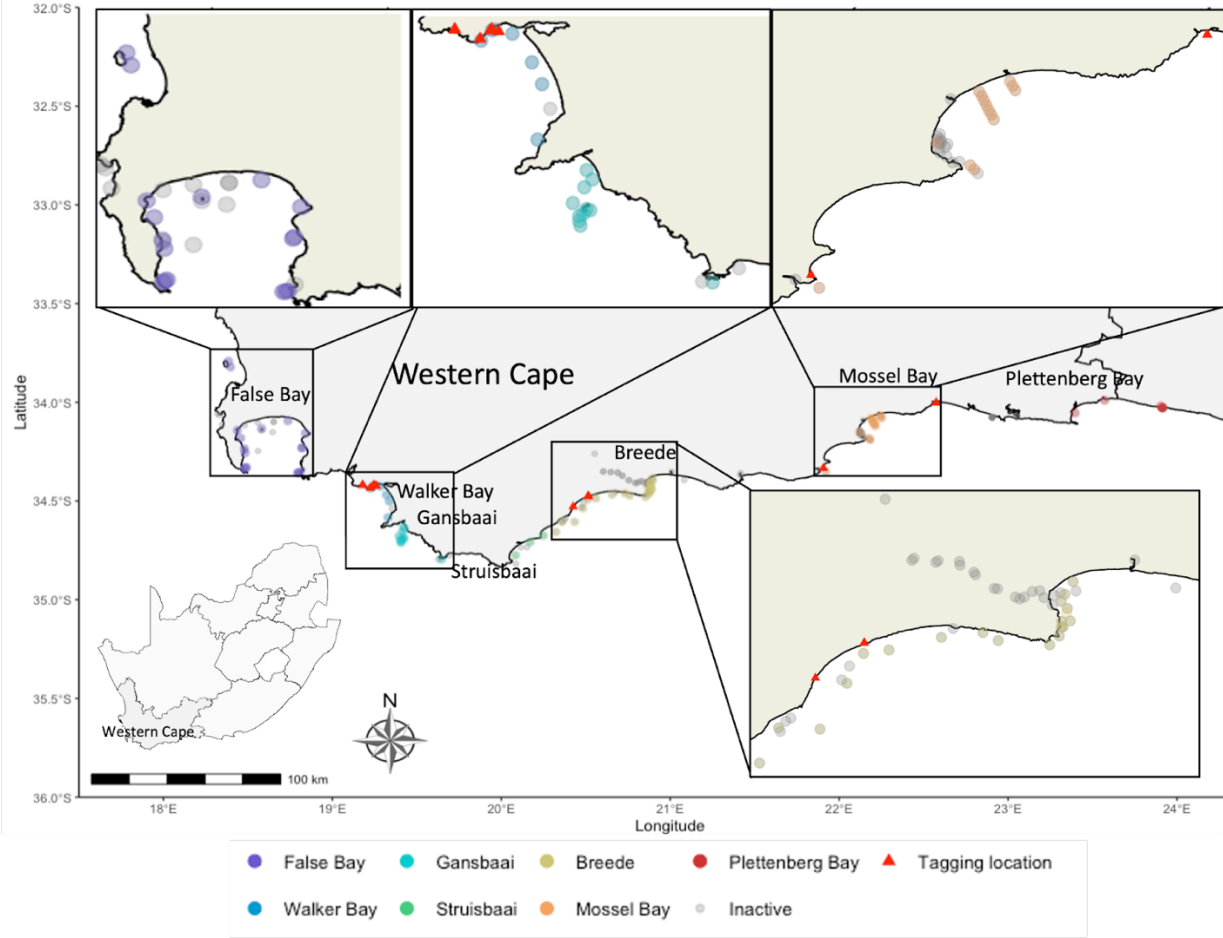 32.0°S
32.5°S
33.0°S
33.5°S
34.0°S
34.5°S
35.0°S
35.5°S
36.0°S
Latitude
Western Cape
False Bay
Mossel Bay
Plettenberg Bay
Breede
Walker Bay
Gansbaai
Struisbaai
Western Cape
N
100 km
18°E 19°E 20°E 21°E 22°E 23°E 24°E
Longitude
False Bay Gansbaai Breede Plettenberg Bay Tagging location
Walker Bay Struisbaai Mossel Bay Inactive